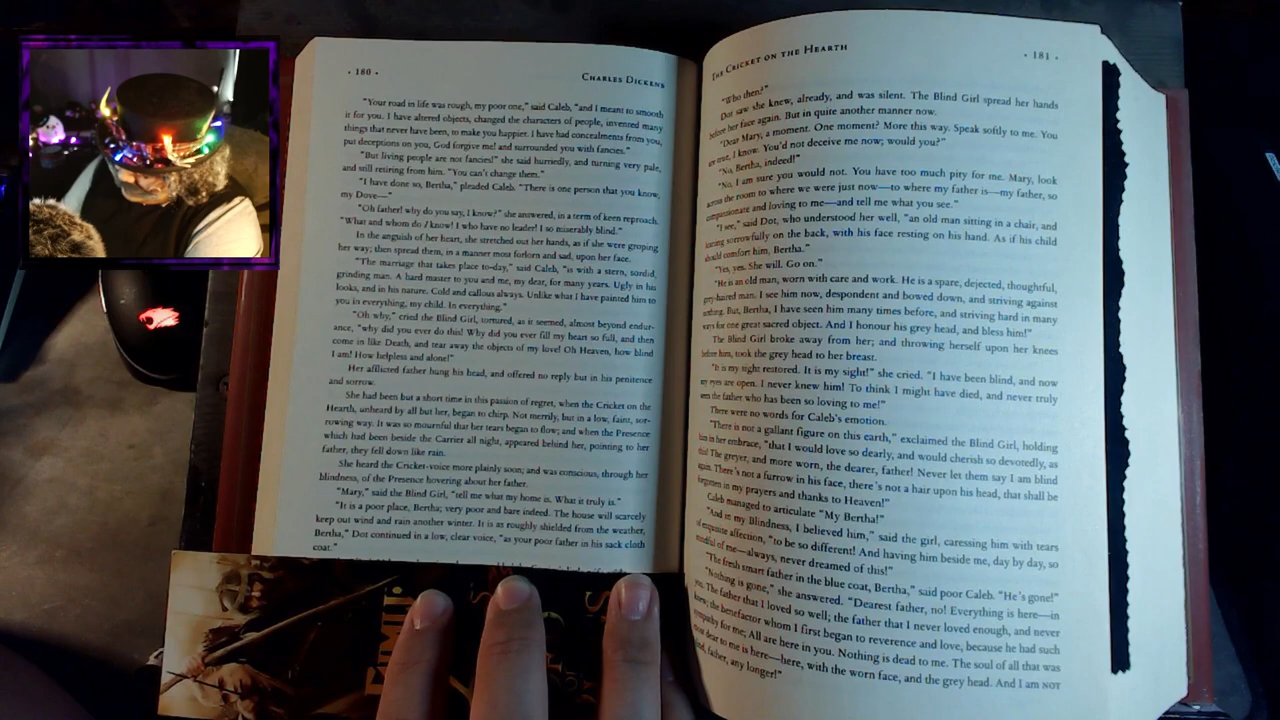 · 180 ·
CHARLES DICKENS
"Your road in life was rough, my poor one," said Caleb, "and I meant to smooth
it for you. I have altered objects, changed the characters of people, invented many
things that never have been, to make you happier. I have had concealments from you,
put deceptions on you, God forgive me! and surrounded you with fancies."
"But living people are not fancies!" she said hurriedly, and turning very pale,
and still retiring from him. "You can't change them."
"I have done so, Bertha," pleaded Caleb. "There is one person that you know,
my Dove—"
"Oh father! why do you say, I know?" she answered, in a term of keen reproach.
"What and whom do I know! I who have no leader! I so miserably blind."
In the anguish of her heart, she stretched out her hands, as if she were groping
her way; then spread them, in a manner most forlorn and sad, upon her face.
"The marriage that takes place to-day," said Caleb, "is with a stern, sordid,
grinding man. A hard master to you and me, my dear, for many years. Ugly in his
looks, and in his nature. Cold and callous always. Unlike what I have painted him to
you in everything, my child. In everything."
"Oh why," cried the Blind Girl, tortured, as it seemed, almost beyond endur-
ance, "why did you ever do this! Why did you ever fill my heart so full, and then
come in like Death, and tear away the objects of my love! Oh Heaven, how blind
I am! How helpless and alone!"
Her afflicted father hung his head, and offered no reply but in his penitence
and sorrow.
She had been but a short time in this passion of regret, when the Cricket on the
Hearth, unheard by all but her, began to chirp. Not merrily, but in a low, faint, sor-
rowing way. It was so mournful that her tears began to flow; and when the Presence
which had been beside the Carrier all night, appeared behind her, pointing to her
father, they fell down like rain.
She heard the Cricket-voice more plainly soon; and was conscious, through her
blindness, of the Presence hovering about her father.
"Mary," said the Blind Girl, "tell me what my home is. What it truly is."
"It is a poor place, Bertha; very poor and bare indeed. The house will scarcely
keep out wind and rain another winter. It is as roughly shielded from the weather,
Bertha," Dot continued in a low, clear voice, "as your poor father in his sack cloth
coat."
THE CRICKET ON THE HEARTH
· 181 ·
"Who then?"
Dot saw she knew, already, and was silent. The Blind Girl spread her hands
before her face again. But in quite another manner now.
"Dear Mary, a moment. One moment? More this way. Speak softly to me. You
are true, I know. You'd not deceive me now; would you?"
"No, Bertha, indeed!"
"No, I am sure you would not. You have too much pity for me. Mary, look
across the room to where we were just now—to where my father is—my father, so
compassionate and loving to me—and tell me what you see."
"I see," said Dot, who understood her well, "an old man sitting in a chair, and
leaning sorrowfully on the back, with his face resting on his hand. As if his child
should comfort him, Bertha."
"Yes, yes. She will. Go on."
"He is an old man, worn with care and work. He is a spare, dejected, thoughtful,
grey-haired man. I see him now, despondent and bowed down, and striving against
nothing. But, Bertha, I have seen him many times before, and striving hard in many
ways for one great sacred object. And I honour his grey head, and bless him!"
The Blind Girl broke away from her; and throwing herself upon her knees
before him, took the grey head to her breast.
"It is my sight restored. It is my sight!" she cried. "I have been blind, and now
my eyes are open. I never knew him! To think I might have died, and never truly
seen the father who has been so loving to me!"
There were no words for Caleb's emotion.
"There is not a gallant figure on this earth," exclaimed the Blind Girl, holding
him in her embrace, "that I would love so dearly, and would cherish so devotedly, as
this! The greyer, and more worn, the dearer, father! Never let them say I am blind
again. There's not a furrow in his face, there's not a hair upon his head, that shall be
forgotten in my prayers and thanks to Heaven!"
Caleb managed to articulate "My Bertha!"
"And in my Blindness, I believed him," said the girl, caressing him with tears
of exquisite affection, "to be so different! And having him beside me, day by day, so
mindful of me—always, never dreamed of this!"
"The fresh smart father in the blue coat, Bertha," said poor Caleb. "He's gone!"
"Nothing is gone," she answered. "Dearest father, no! Everything is here—in
you. The father that I loved so well; the father that I never loved enough, and never
knew; the benefactor whom I first began to reverence and love, because he had such
sympathy for me; All are here in you. Nothing is dead to me. The soul of all that was
most dear to me is here—here, with the worn face, and the grey head. And I am NOT
blind, father, any longer!"